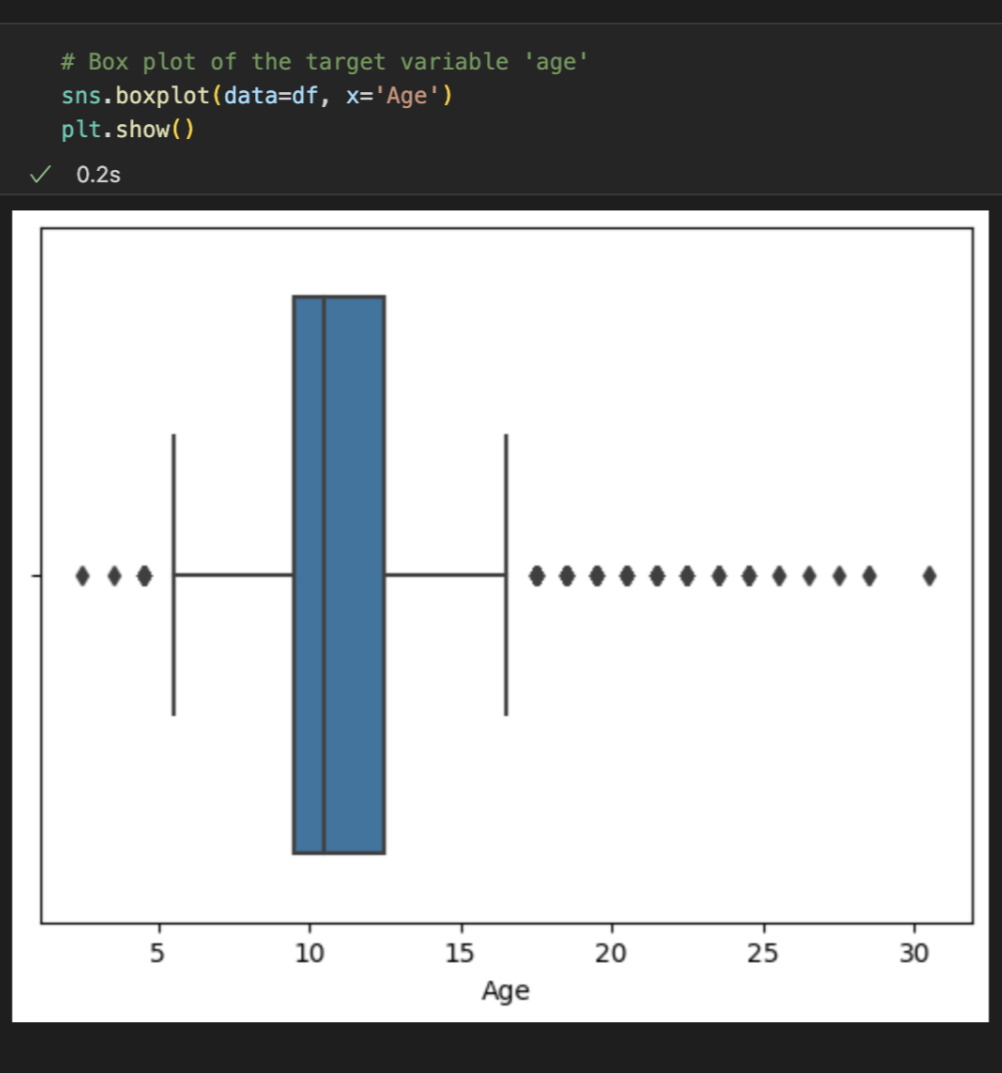 # Box plot of the target variable 'age'
sns.boxplot(data=df, x='Age')
plt.show()
0.2s
5 10 15 20 25 30
Age